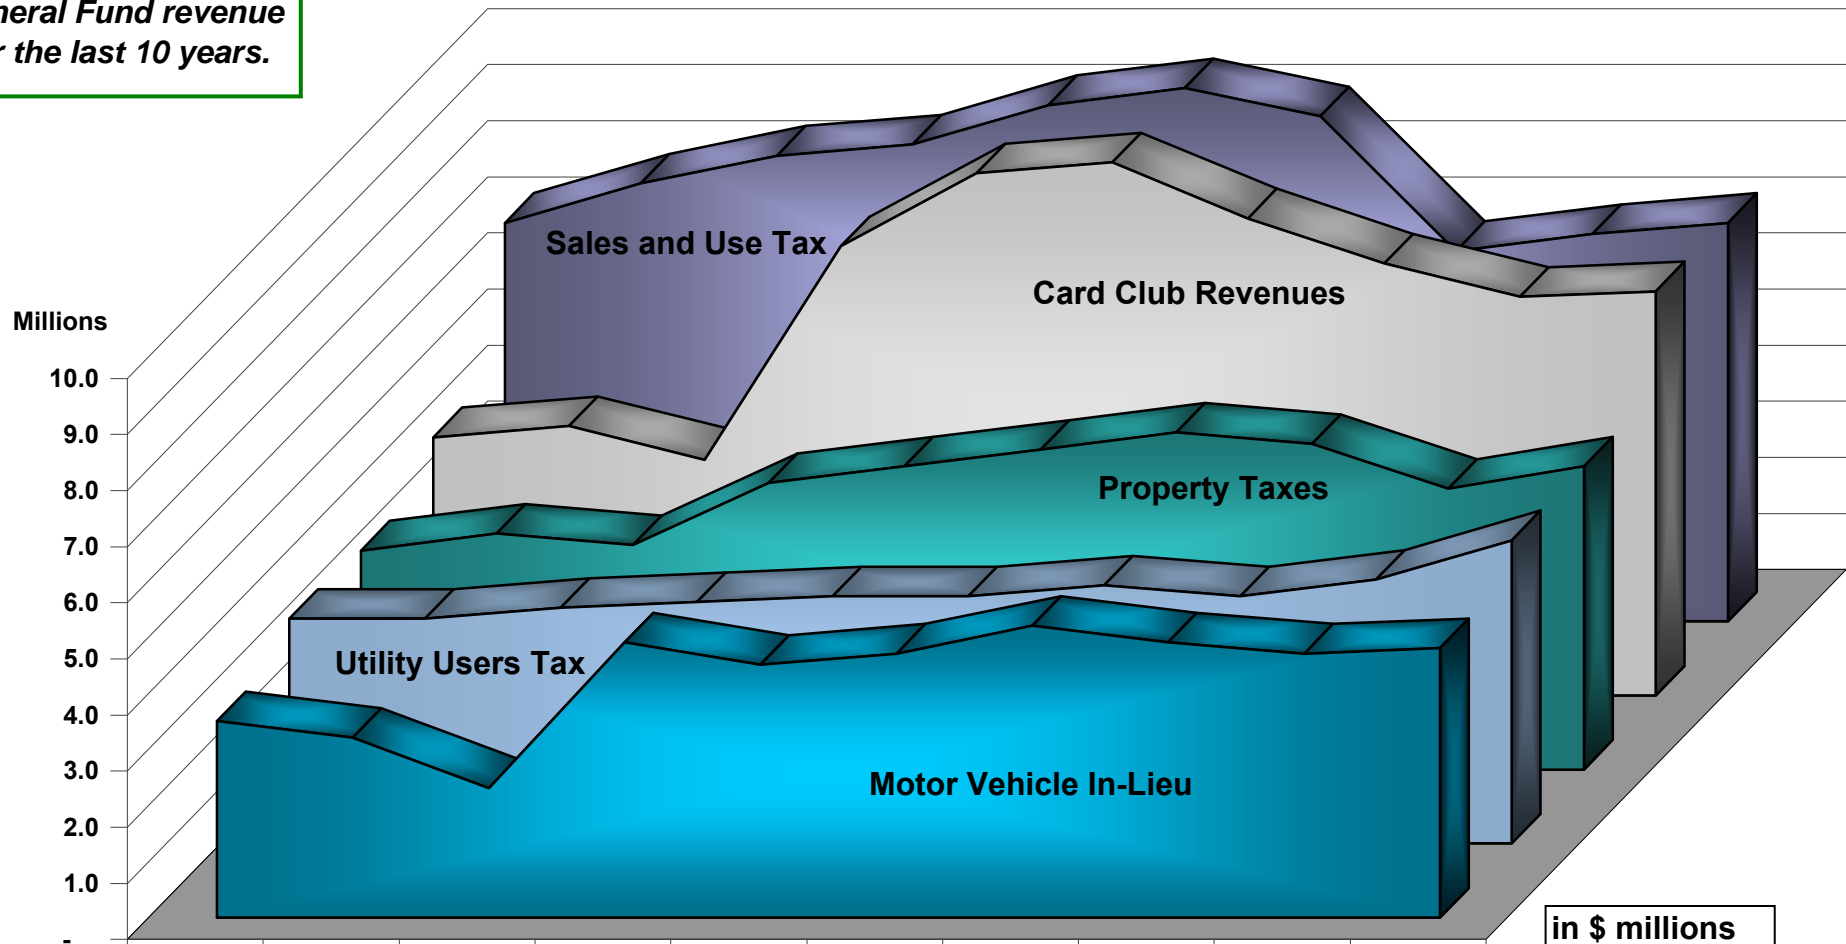 General Fund revenue
the last 10 years.
Sales and Use Tax
Card Club Revenues
Millions
10.0
9.0
8.0
7.0
6.0
5.0
4.0
3.0
2.0
1.0
-
Property Taxes
Utility Users Tax
Motor Vehicle In-Lieu
in $ millions